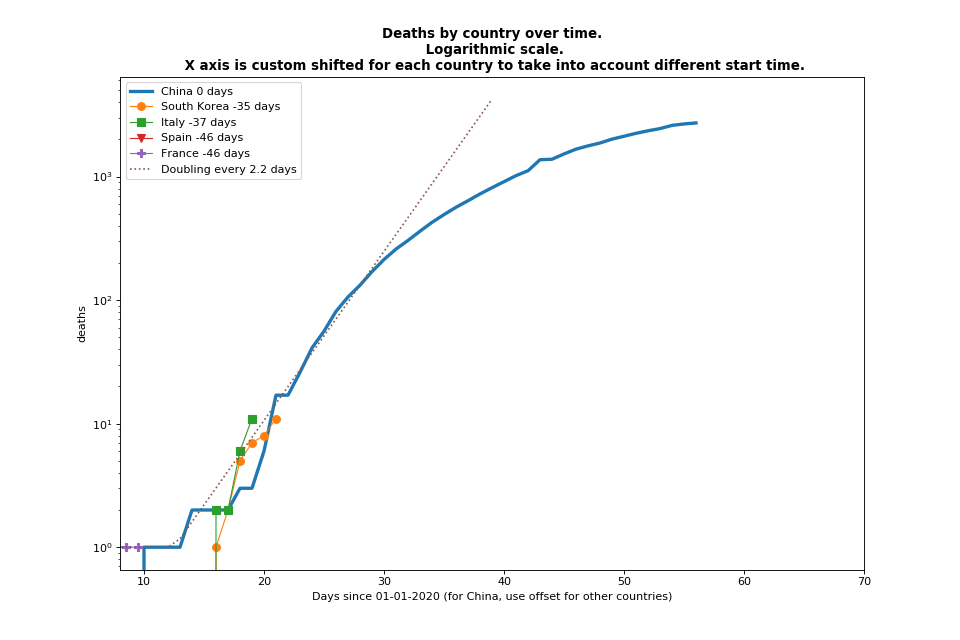 Deaths by country over time.
Logarithmic scale.
X axis is custom shifted for each country to take into account different start time.
China 0 days
South Korea -35 days
Italy -37 days
Spain -46 days
France -46 days
Doubling every 2.2 days
10³
10²
10¹
10⁰
deaths
10 20 30 40 50 60 70
Days since 01-01-2020 (for China, use offset for other countries)